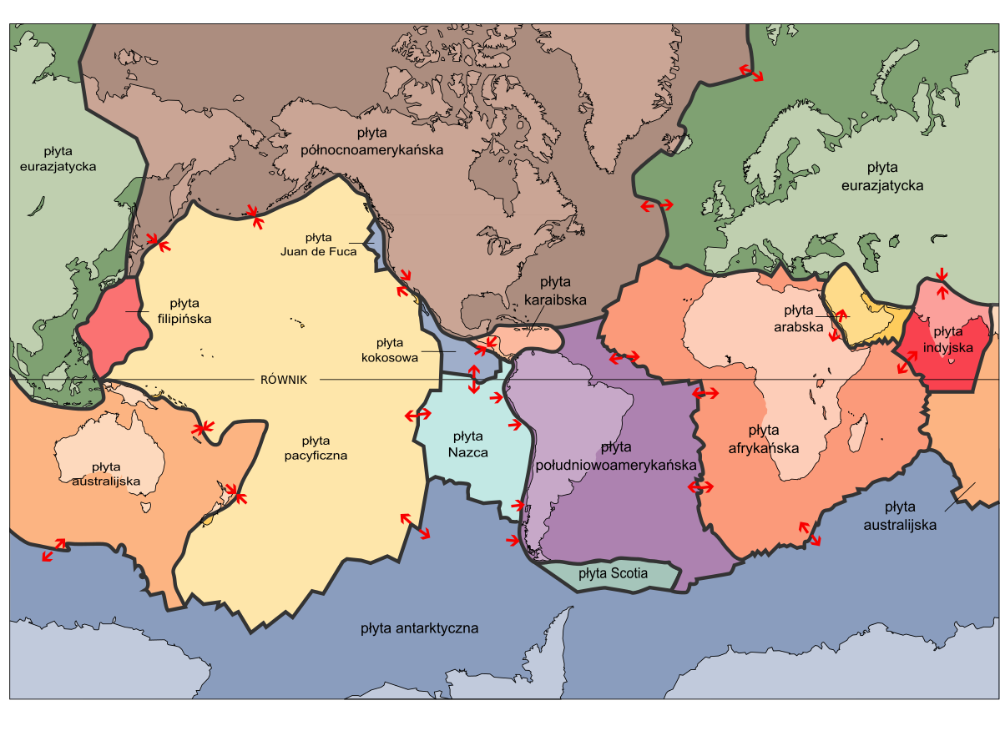 płyta
północnoamerykańska
płyta
eurazjatycka
płyta
eurazjatycka
płyta
Juan de Fuca
płyta
karaibska
płyta
filipińska
płyta
arabska
płyta
kokosowa
płyta
indyjska
RÓWNIK
płyta
pacyficzna
płyta
Nazca
płyta
południowoamerykańska
płyta
afrykańska
płyta
australijska
płyta
australijska
płyta Scotia
płyta antarktyczna